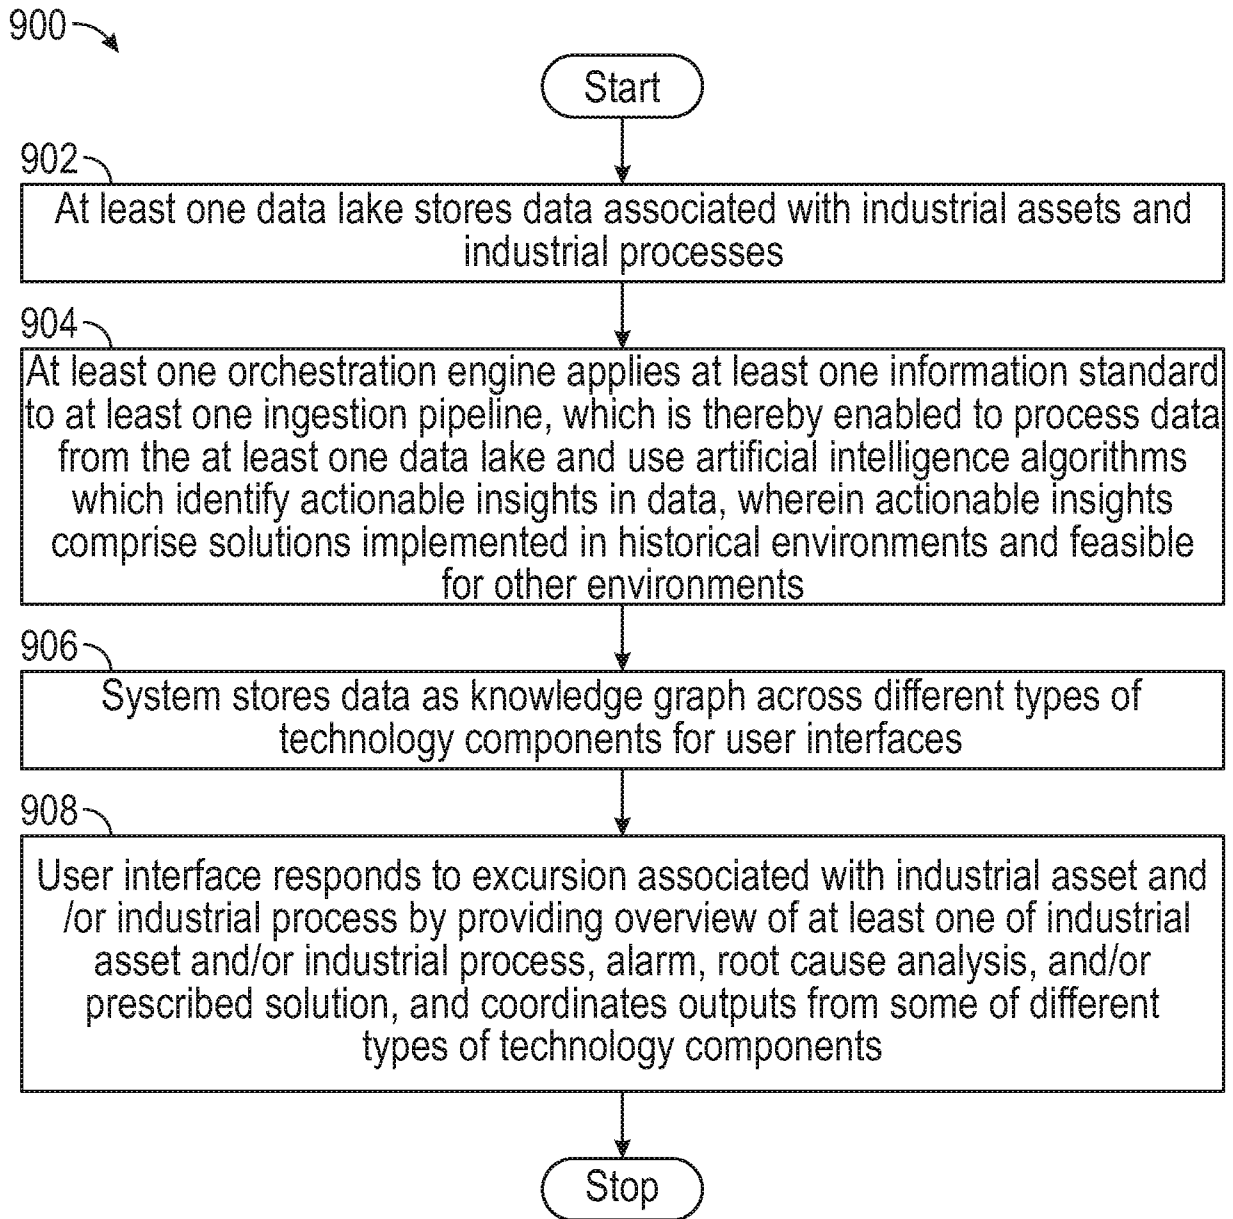 900
Start
902
At least one data lake stores data associated with industrial assets and
industrial processes
904
At least one orchestration engine applies at least one information standard
to at least one ingestion pipeline, which is thereby enabled to process data
from the at least one data lake and use artificial intelligence algorithms
which identify actionable insights in data, wherein actionable insights
comprise solutions implemented in historical environments and feasible
for other environments
906
System stores data as knowledge graph across different types of
technology components for user interfaces
908
User interface responds to excursion associated with industrial asset and
/or industrial process by providing overview of at least one of industrial
asset and/or industrial process, alarm, root cause analysis, and/or
prescribed solution, and coordinates outputs from some of different
types of technology components
Stop